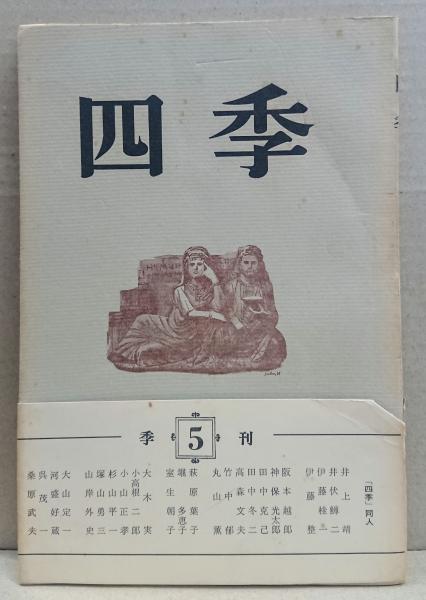 四季
季 5 刊
「四季」同人
井上靖
井伏鱒二
伊藤桂一
伊藤整
阪本越郎
神保光太郎
田中克己
田中冬二
高森文夫
竹中郁
丸山薫
萩原葉子
堀多恵子
室生朝子
大木実
小高根二郎
小山正孝
杉山平一
塚山勇三
山岸外史
大山定一
河盛好蔵
呉茂一
桑原武夫